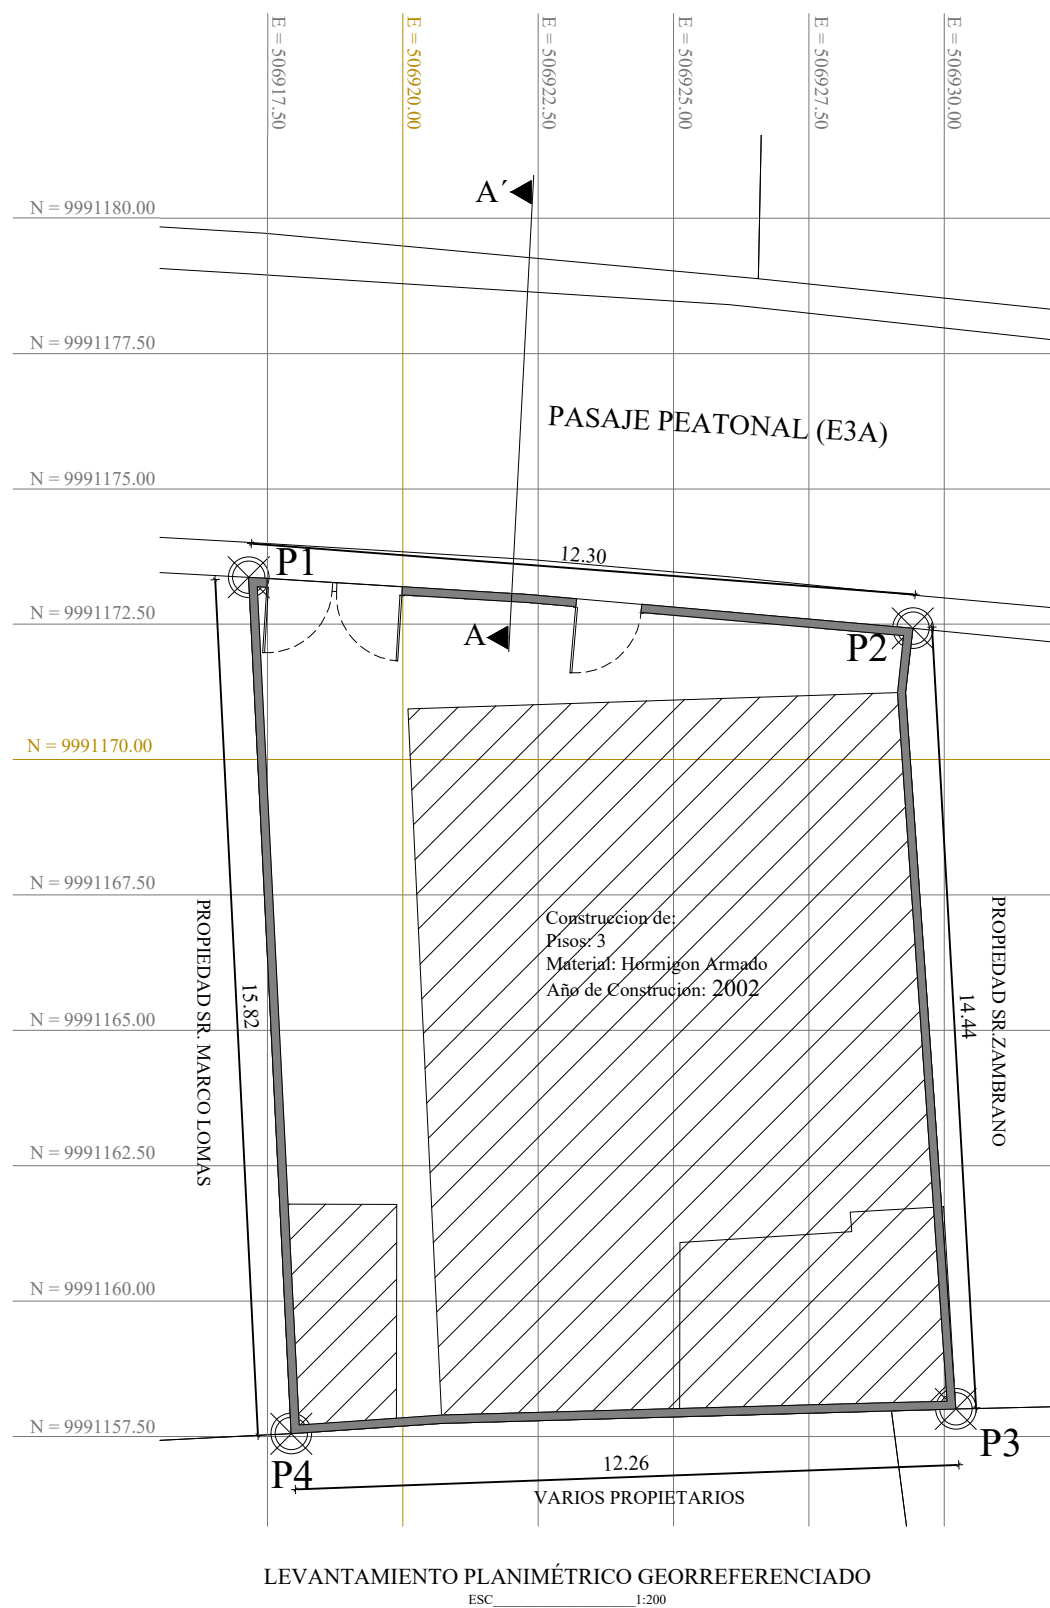 E = 506917.50
E = 506920.00
E = 506922.50
E = 506925.00
E = 506927.50
E = 506930.00
A´
N = 9991180.00
N = 9991177.50
PASAJE PEATONAL (E3A)
N = 9991175.00
P1
12.30
N = 9991172.50
A
P2
N = 9991170.00
N = 9991167.50
PROPIEDAD SR. MARCO LOMAS
15.82
Construccion de:
Pisos: 3
Material: Hormigon Armado
Año de Construcion: 2002
14.44
PROPIEDAD SR.ZAMBRANO
N = 9991165.00
N = 9991162.50
N = 9991160.00
N = 9991157.50
P4
P3
12.26
VARIOS PROPIETARIOS
LEVANTAMIENTO PLANIMÉTRICO GEORREFERENCIADO
ESC____________________1:200